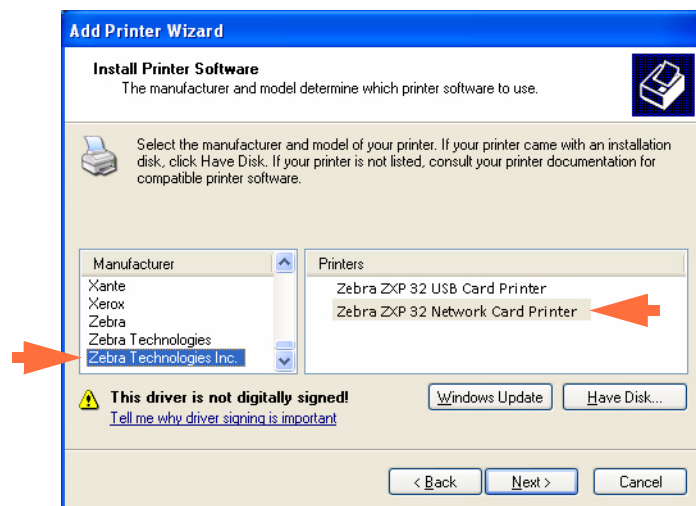 Add Printer Wizard
Install Printer Software
The manufacturer and model determine which printer software to use.
Select the manufacturer and model of your printer. If your printer came with an installation
disk, click Have Disk. If your printer is not listed, consult your printer documentation for
compatible printer software.
Manufacturer
Xante
Xerox
Zebra
Zebra Technologies
Zebra Technologies Inc.
Printers
Zebra ZXP 32 USB Card Printer
Zebra ZXP 32 Network Card Printer
This driver is not digitally signed!
Tell me why driver signing is important
Windows Update
Have Disk...
< Back
Next >
Cancel